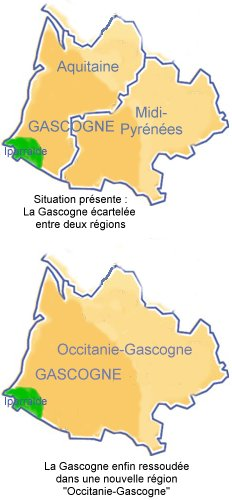 Aquitaine
Midi-
Pyrénées
GASCOGNE
Iparralde
Situation présente :
La Gascogne écartelée
entre deux régions
Occitanie-Gascogne
GASCOGNE
Iparralde
La Gascogne enfin ressoudée
dans une nouvelle région
"Occitanie-Gascogne"